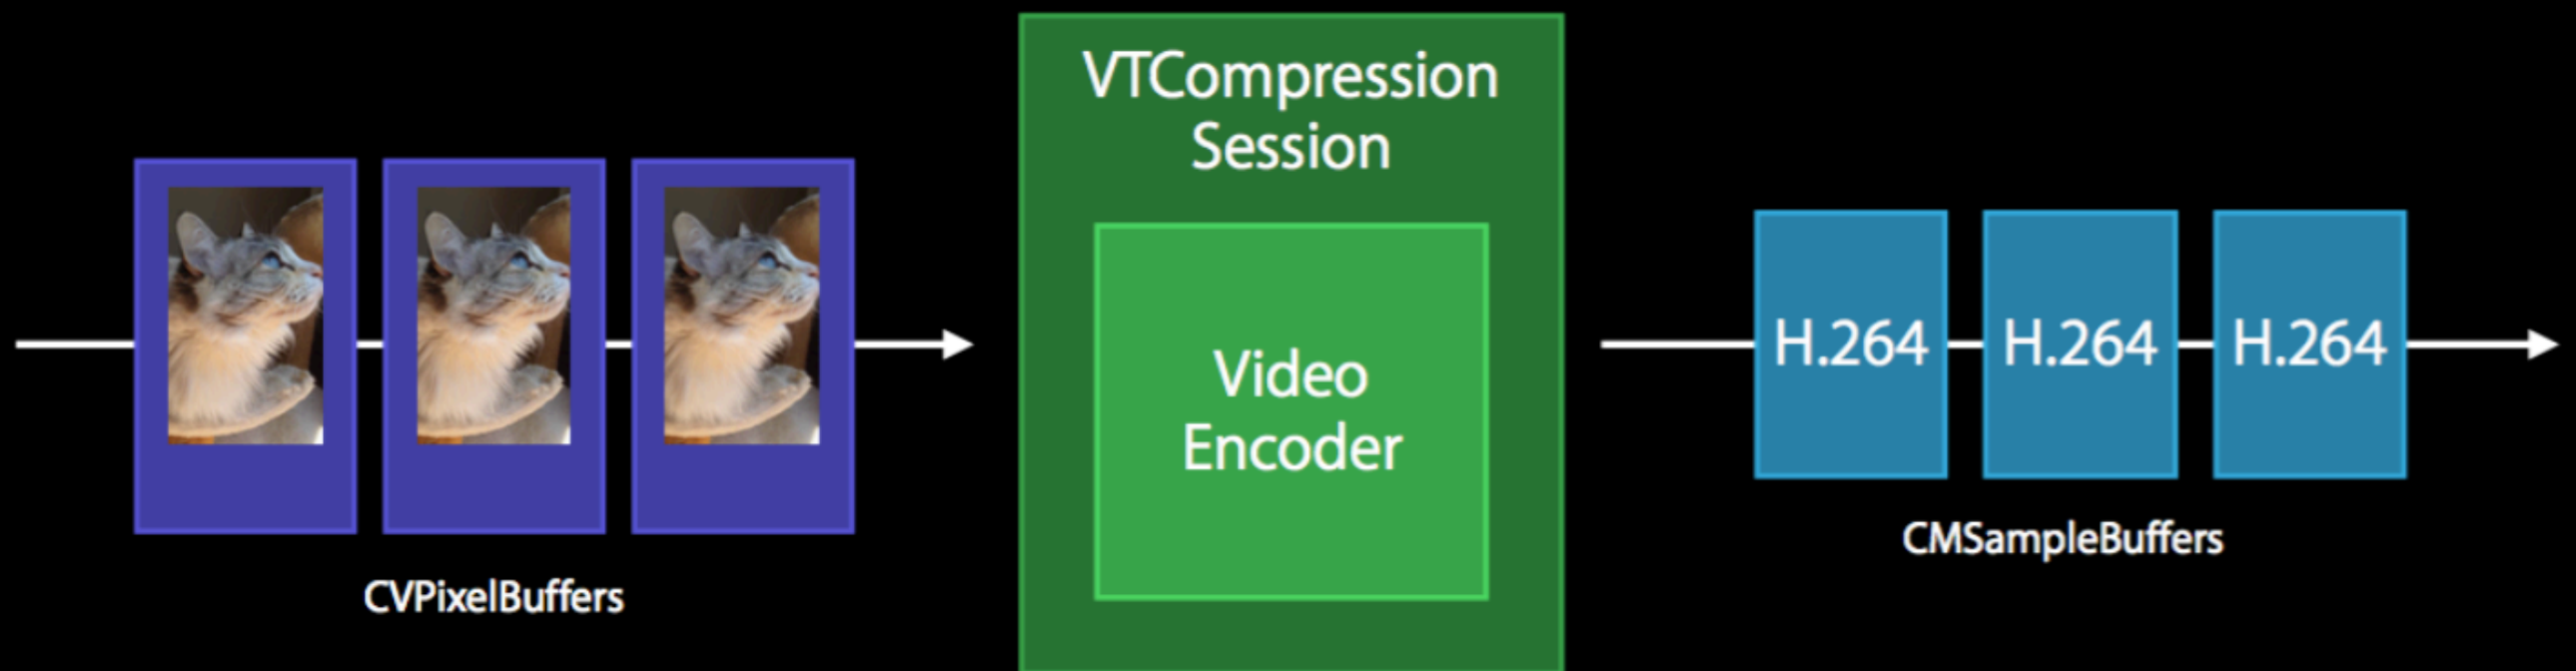 VTCompression
Session
Video
Encoder
H.264
H.264
H.264
CVPixelBuffers
CMSampleBuffers